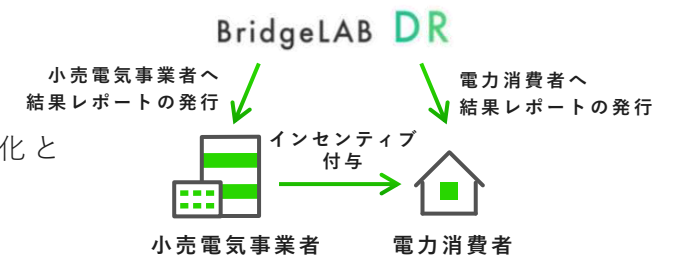 BridgeLAB DR
小売電気事業者へ
結果レポートの発行
電力消費者へ
結果レポートの発行
化と
インセンティブ
付与
小売電気事業者
電力消費者